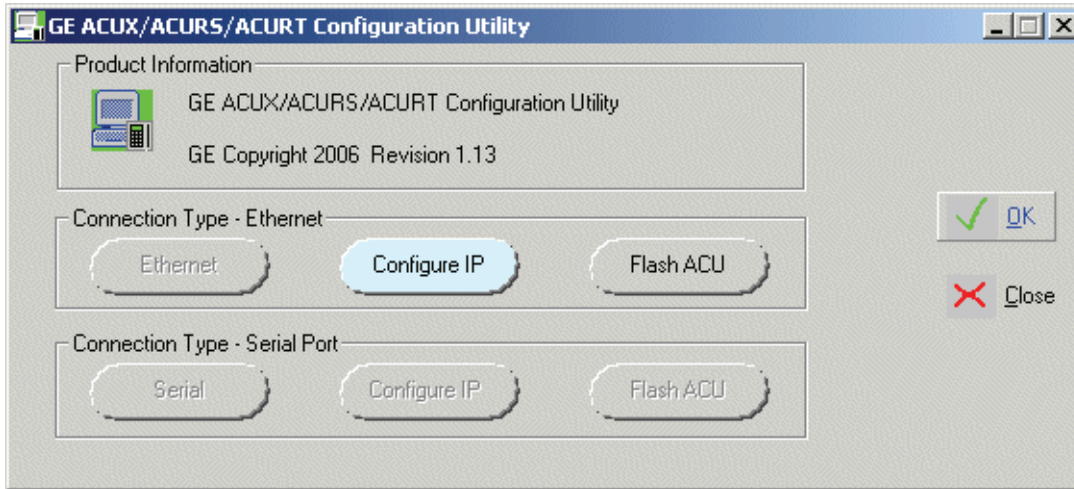 GE ACUX/ACURS/ACURT Configuration Utility
Product Information
GE ACUX/ACURS/ACURT Configuration Utility
GE Copyright 2006 Revision 1.13
Connection Type - Ethernet
Ethernet
Configure IP
Flash ACU
Connection Type - Serial Port
Serial
Configure IP
Flash ACU
OK
Close